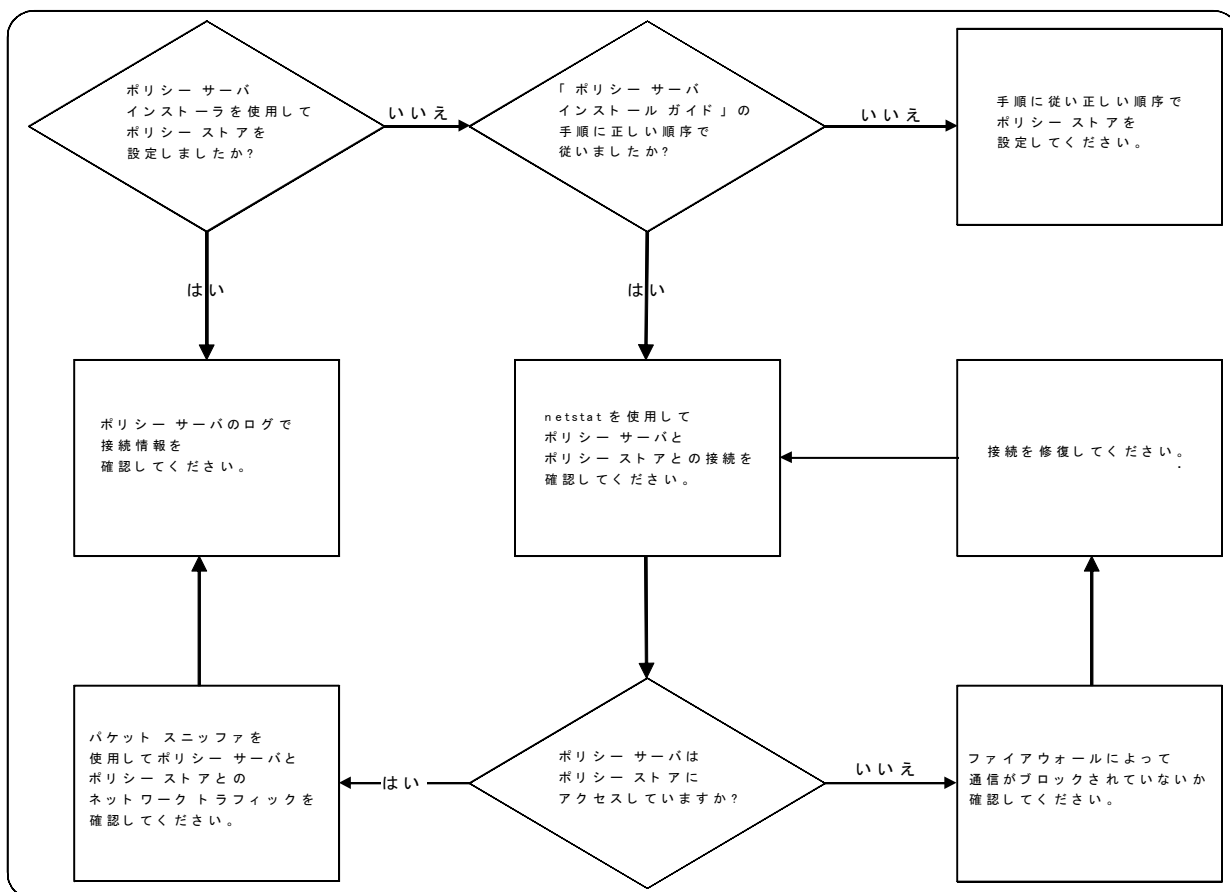 ポリシー サーバ
インストーラを使用して
ポリシー ストアを
設定しましたか?
いいえ
「ポリシー サーバ
インストール ガイド」の
手順に正しい順序で
従いましたか?
いいえ
手順に従い正しい順序で
ポリシー ストアを
設定してください。
はい
はい
ポリシー サーバのログで
接続情報を
確認してください。
netstat を使用して
ポリシー サーバと
ポリシー ストアとの接続を
確認してください。
接続を修復してください。
.
パケット スニッファを
使用してポリシー サーバと
ポリシー ストアとの
ネットワーク トラフィックを
確認してください。
はい
ポリシー サーバは
ポリシー ストアに
アクセスしていますか?
いいえ
ファイアウォールによって
通信がブロックされていないか
確認してください。